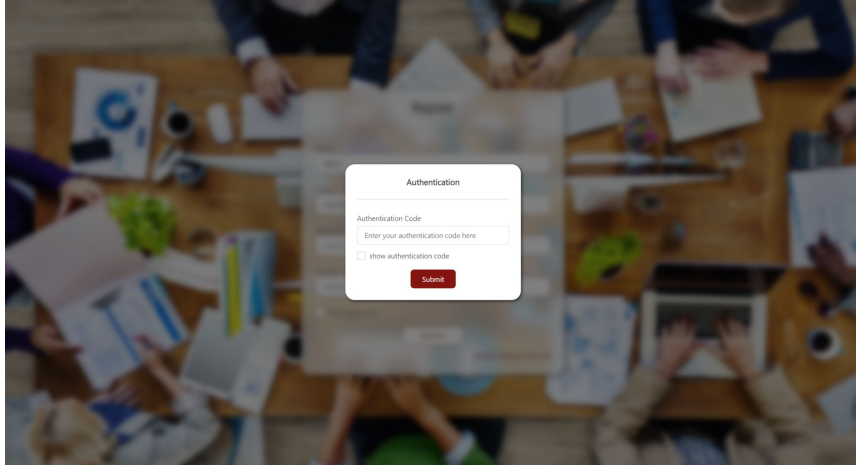 Authentication
Authentication Code
Enter your authentication code here
show authentication code
Submit